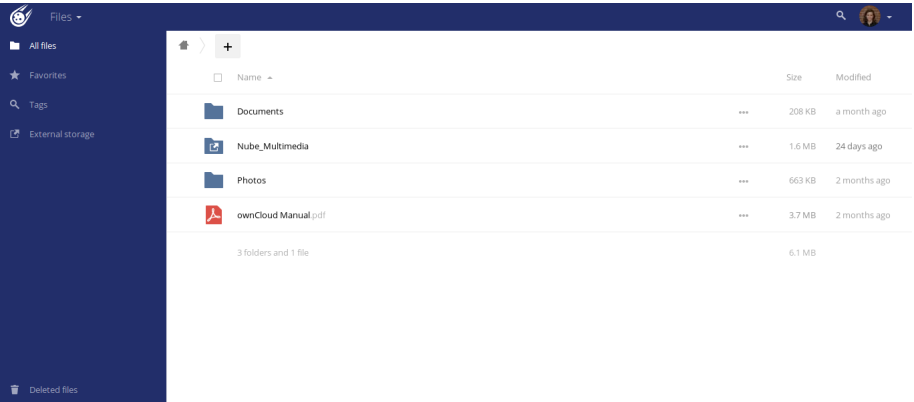 Files
All files
Favorites
Tags
External storage
Deleted files
Name Size Modified
Documents ... 208 KB a month ago
Nube_Multimedia ... 1.6 MB 24 days ago
Photos ... 663 KB 2 months ago
ownCloud Manual.pdf ... 3.7 MB 2 months ago
3 folders and 1 file 6.1 MB